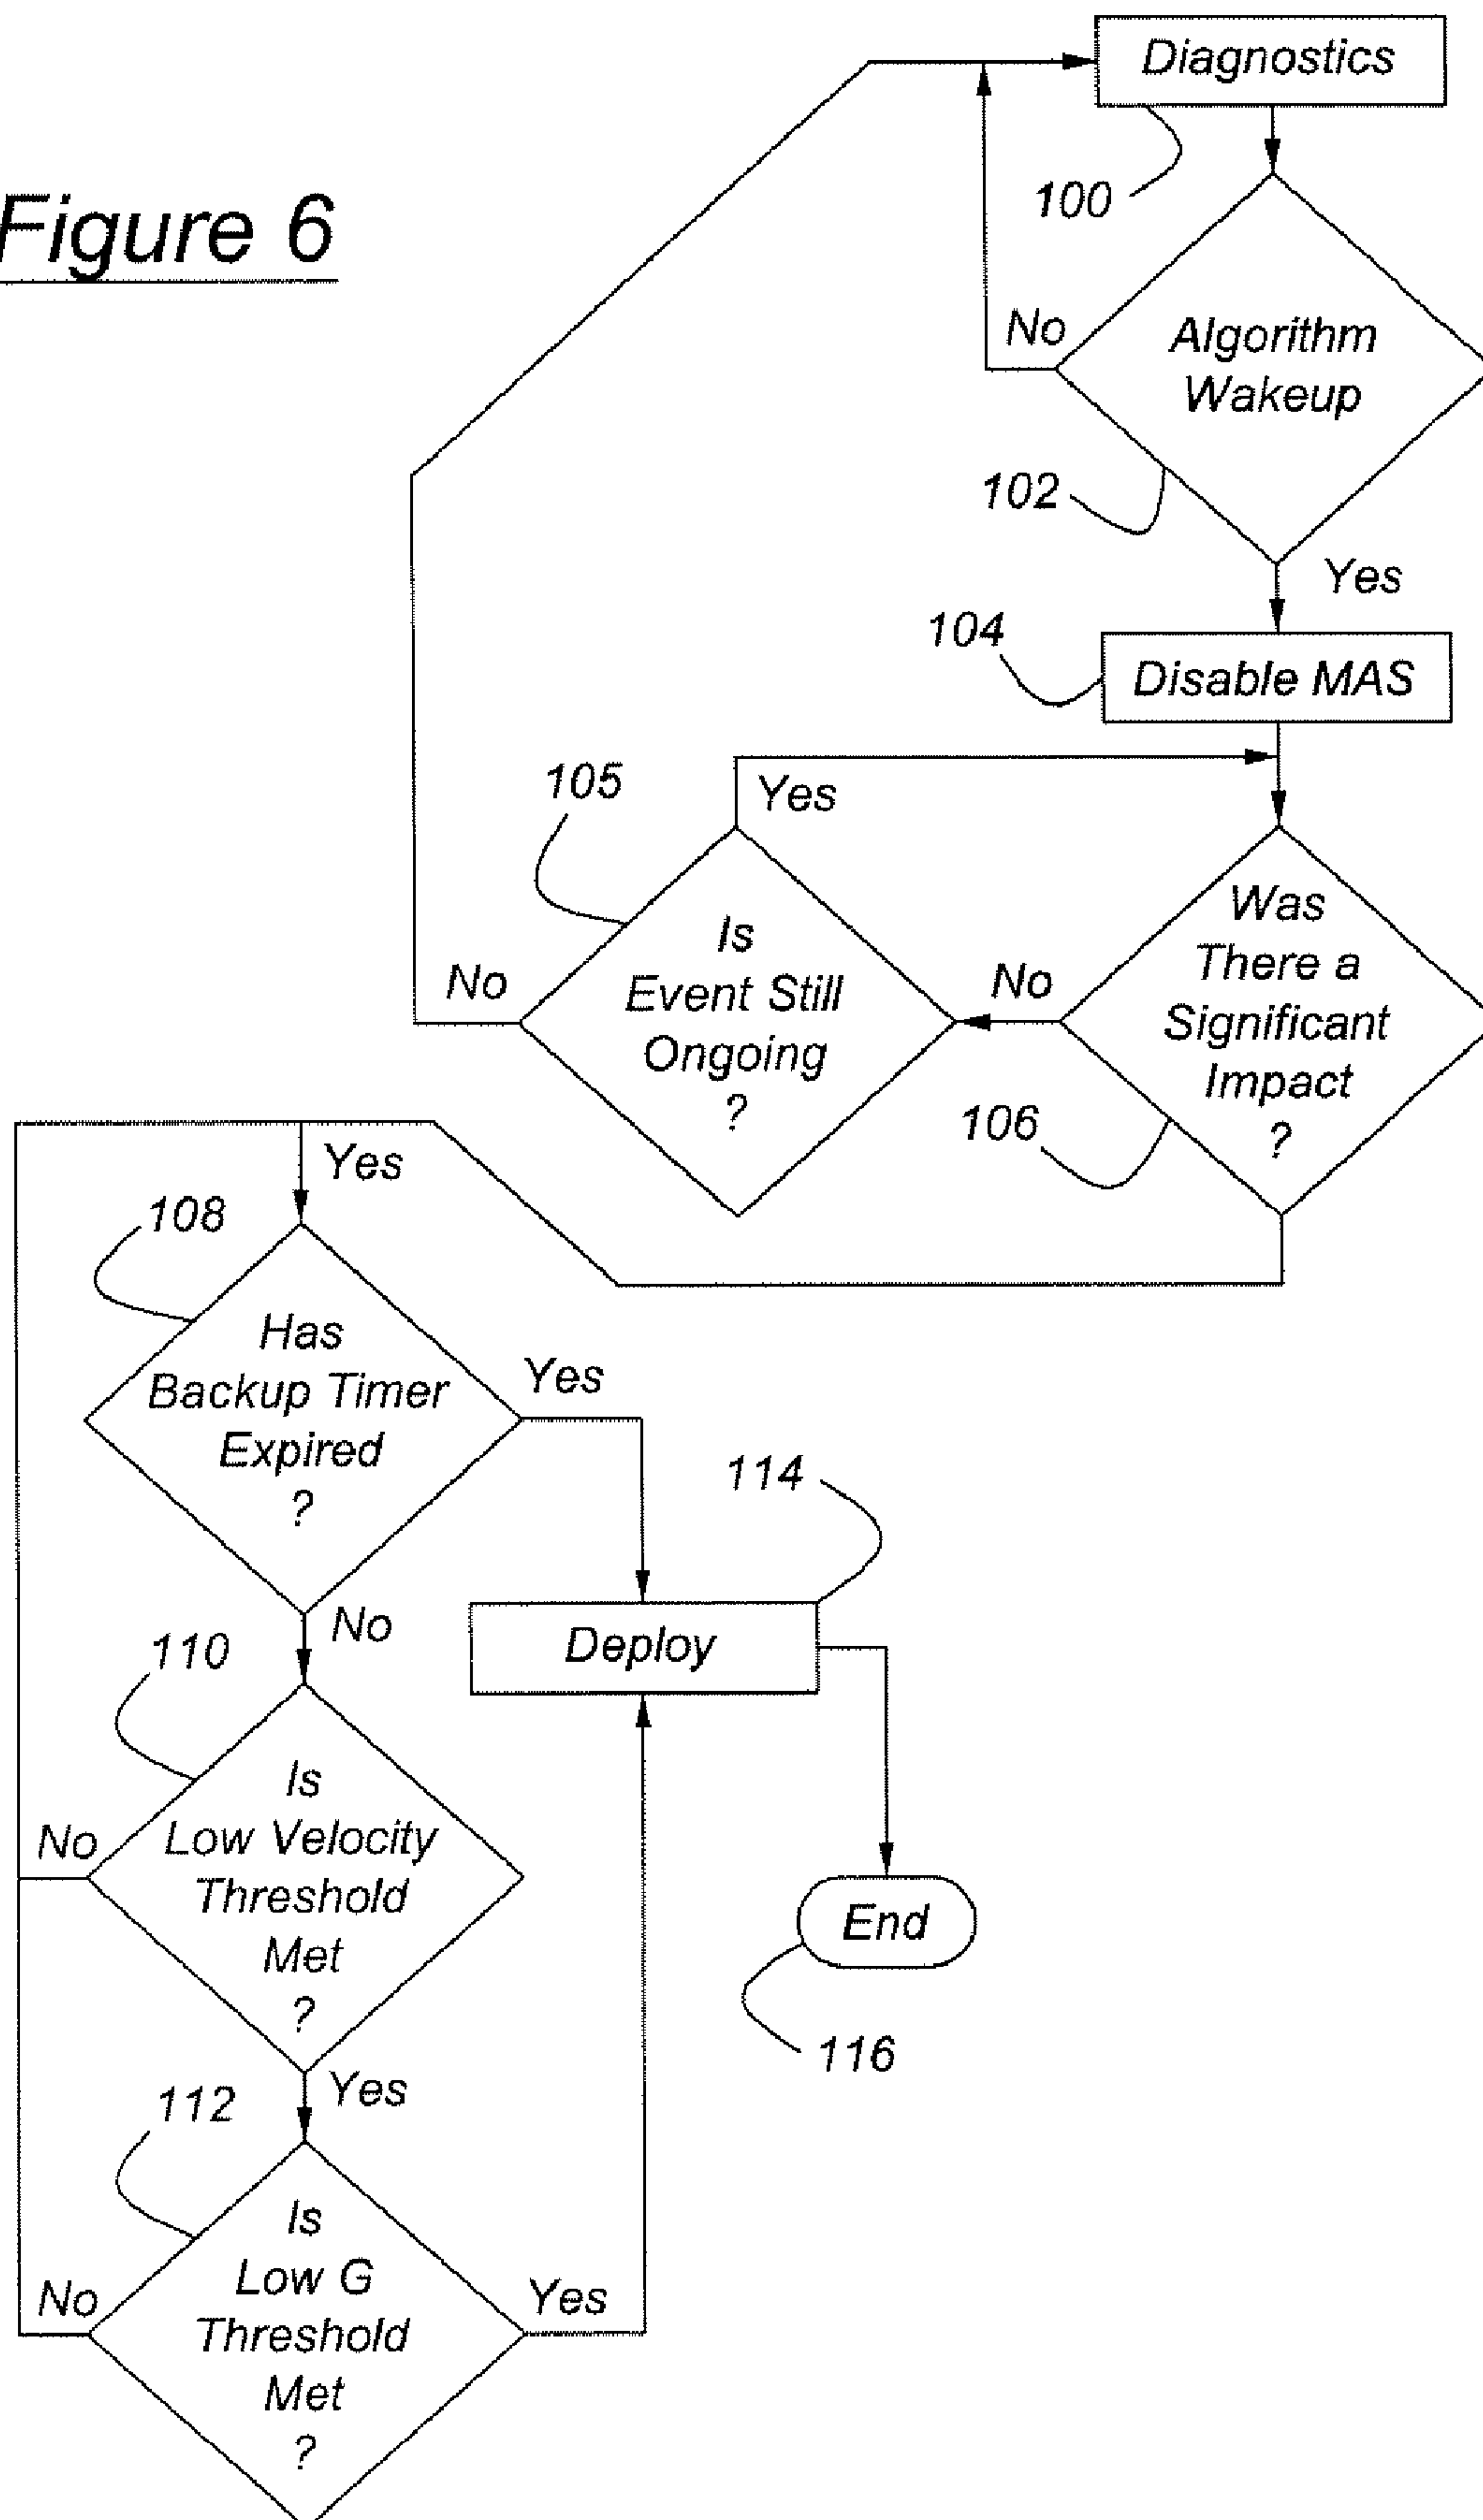 Figure 6
Diagnostics
100
No
Algorithm
Wakeup
102
Yes
104
Disable MAS
105
Yes
Was
There a
Significant
Impact
?
No
Is
Event Still
Ongoing
?
No
106
Yes
108
Has
Backup Timer
Expired
?
Yes
114
Deploy
No
110
Is
Low Velocity
Threshold
Met
?
No
End
116
Yes
112
Is
Low G
Threshold
Met
?
No
Yes